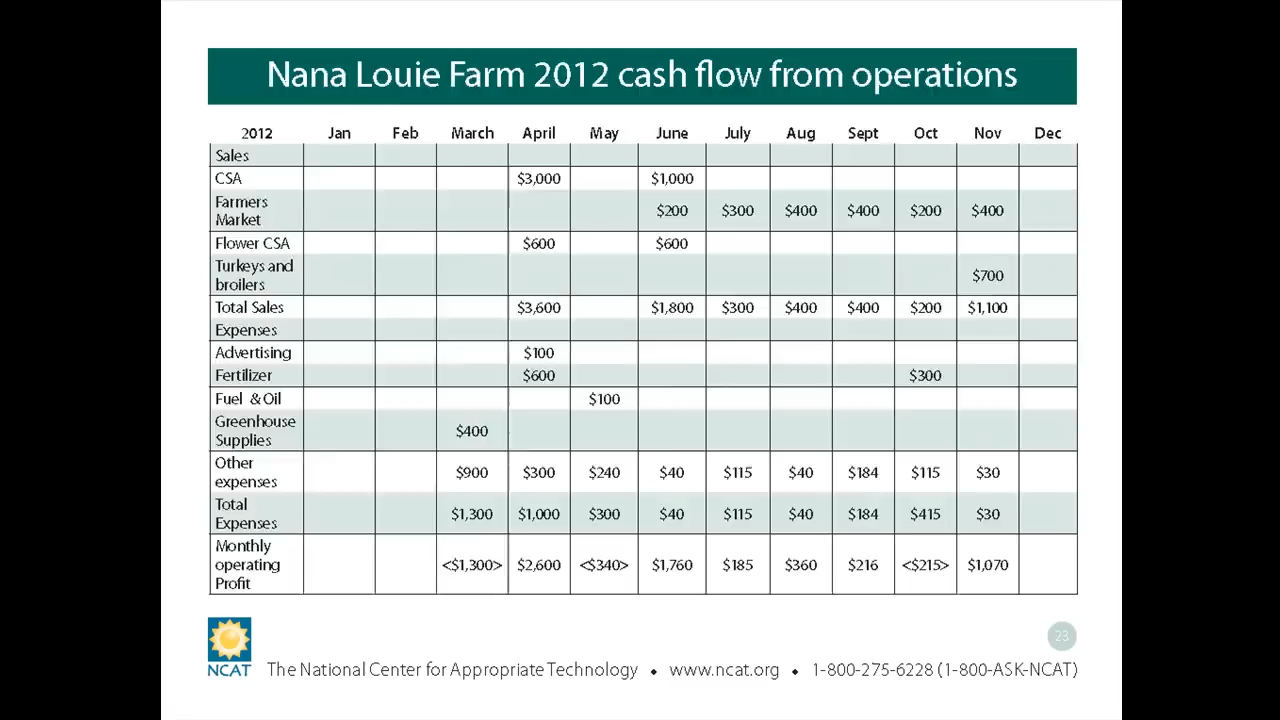 Nana Louie Farm 2012 cash flow from operations
2012 Jan Feb March April May June July Aug Sept Oct Nov Dec
Sales
CSA $3,000 $1,000
Farmers
Market $200 $300 $400 $400 $200 $400
Flower CSA $600 $600
Turkeys and
broilers $700
Total Sales $3,600 $1,800 $300 $400 $400 $200 $1,100
Expenses
Advertising $100
Fertilizer $600 $300
Fuel & Oil $100
Greenhouse
Supplies $400
Other
expenses $900 $300 $240 $40 $115 $40 $184 $115 $30
Total
Expenses $1,300 $1,000 $300 $40 $115 $40 $184 $415 $30
Monthly
operating <$1,300> $2,600 <$340> $1,760 $185 $360 $216 <$215> $1,070
Profit
23
NCAT
The National Center for Appropriate Technology • www.ncat.org • 1-800-275-6228 (1-800-ASK-NCAT)